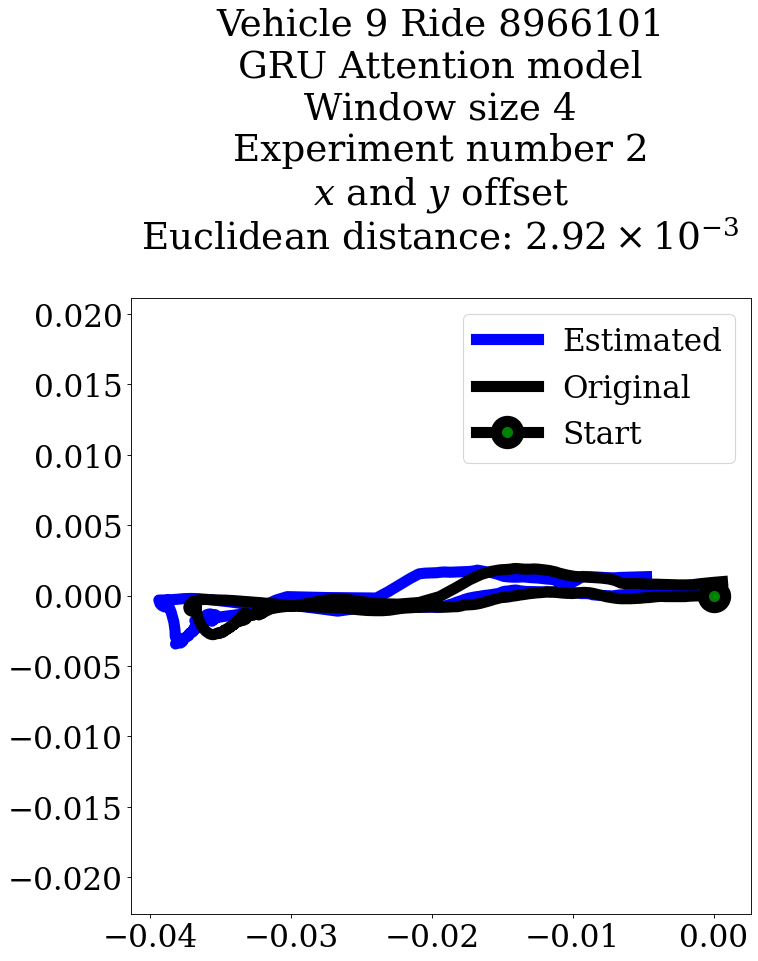 Vehicle 9 Ride 8966101
GRU Attention model
Window size 4
Experiment number 2
x and y offset
Euclidean distance: 2.92 × 10⁻³
Estimated
Original
Start
0.020
0.015
0.010
0.005
0.000
−0.005
−0.010
−0.015
−0.020
−0.04 −0.03 −0.02 −0.01 0.00